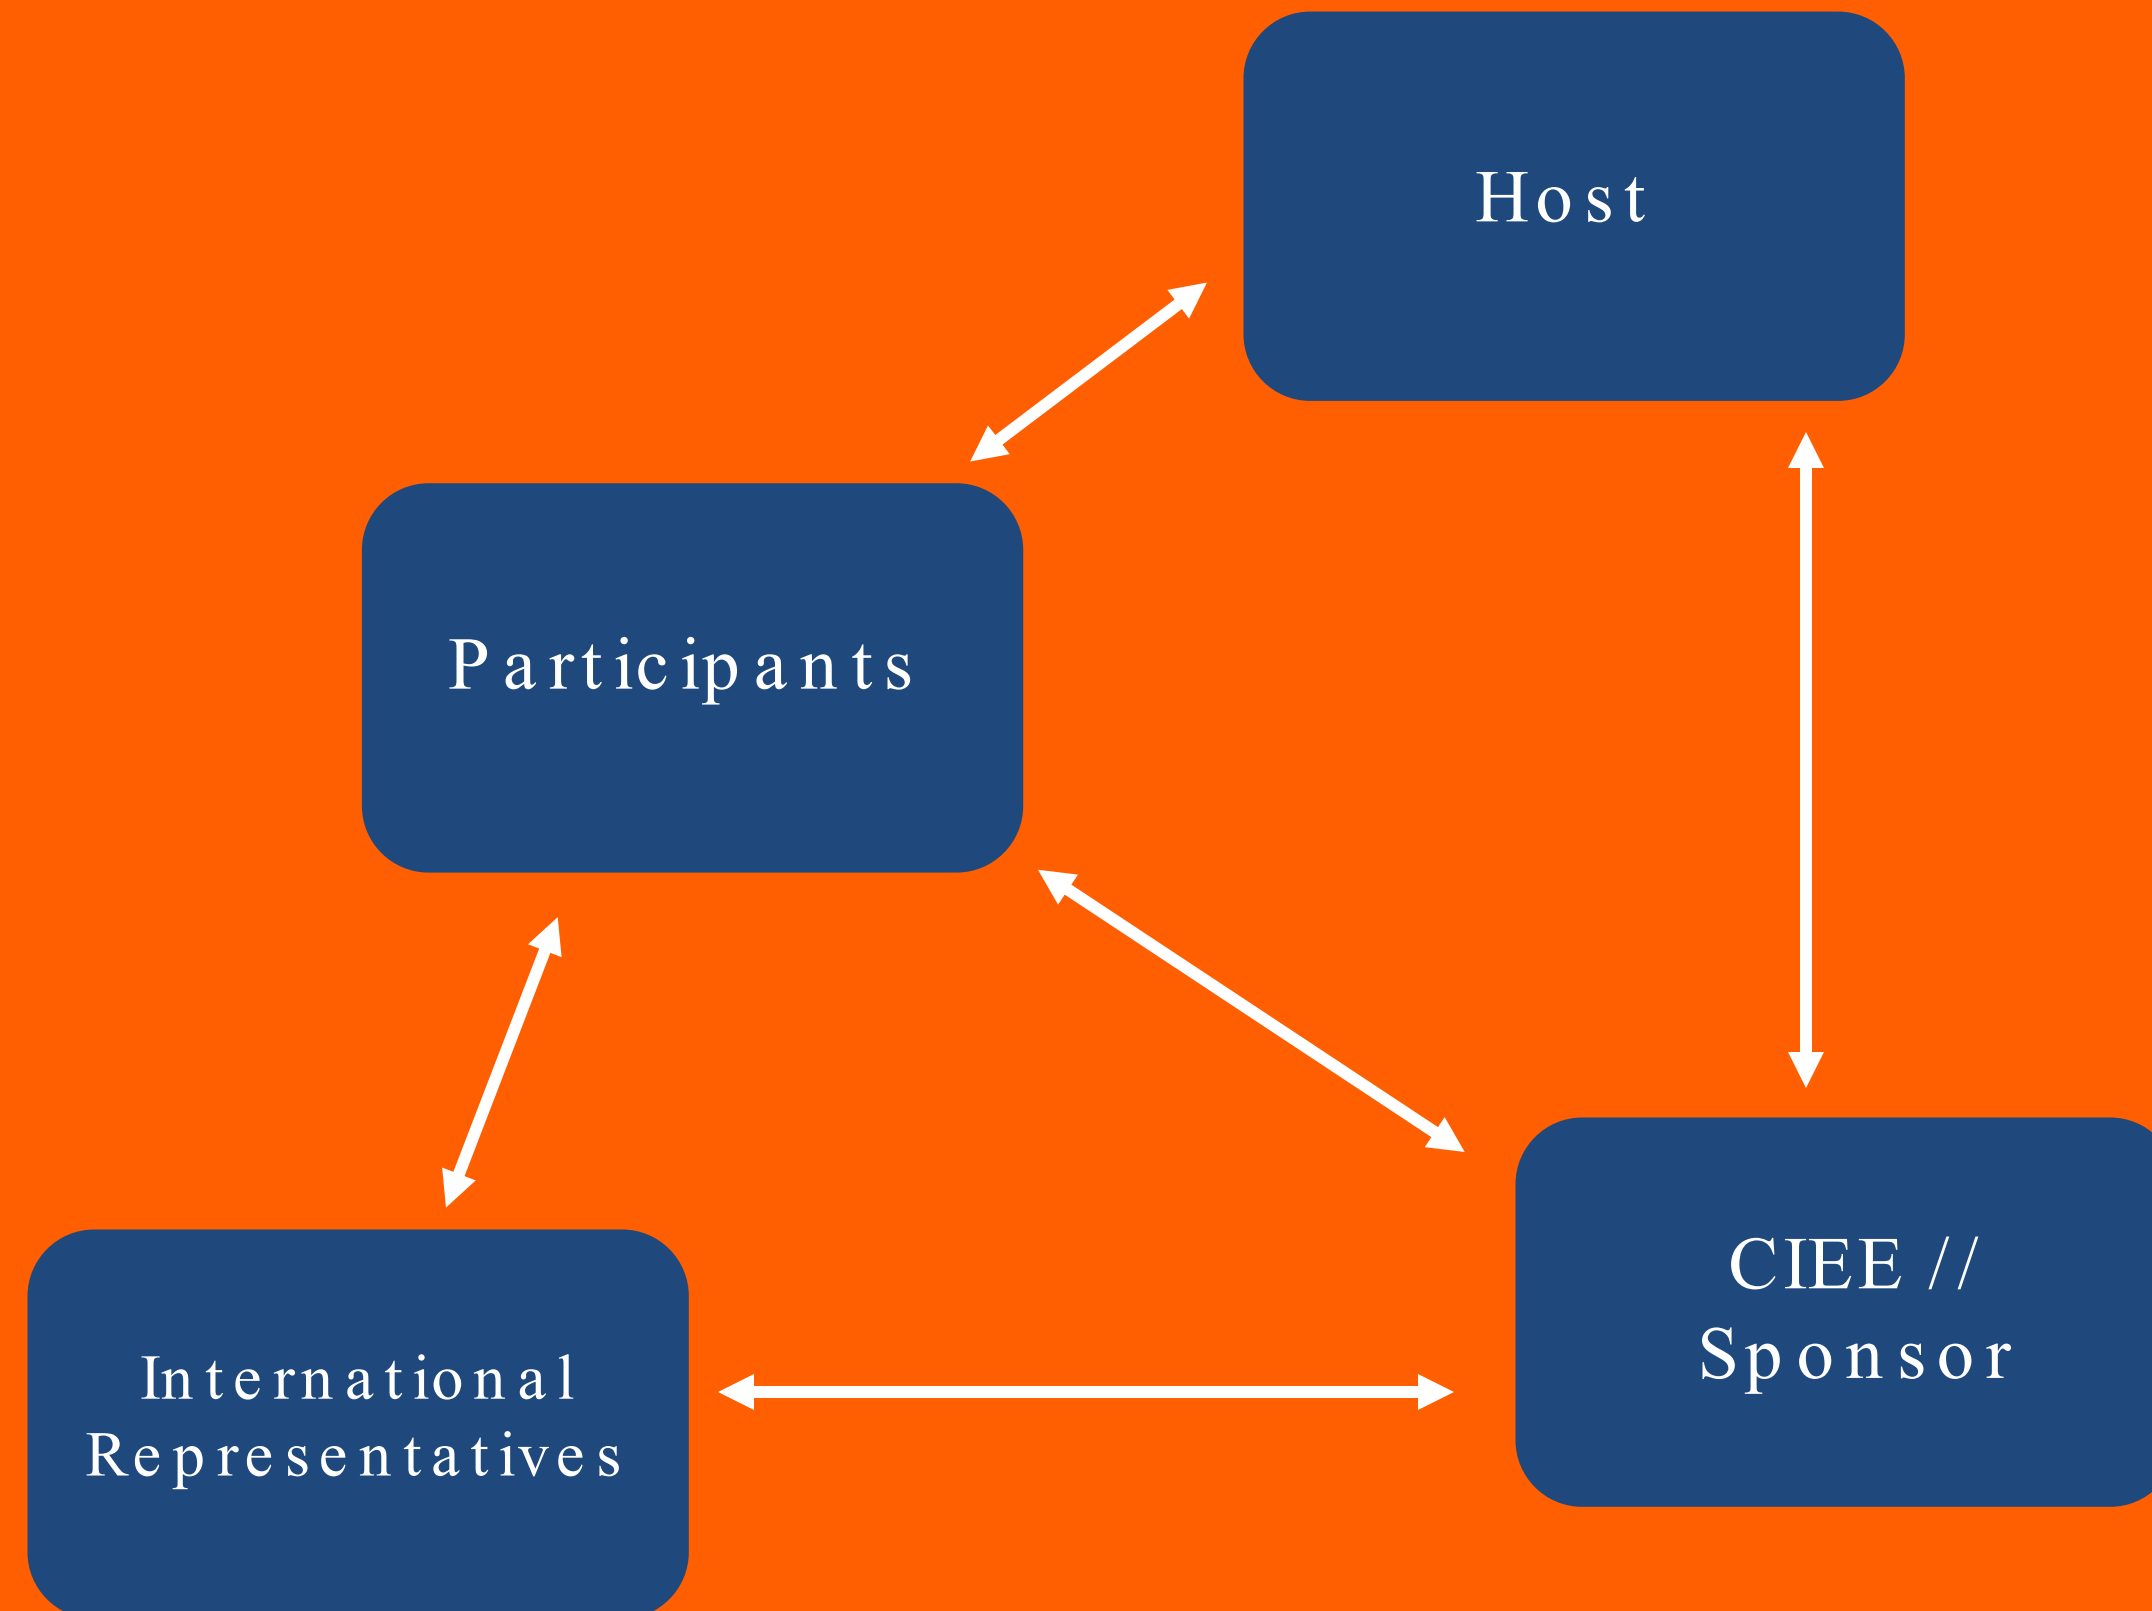 Host
Participants
International
Representatives
CIEE //
Sponsor